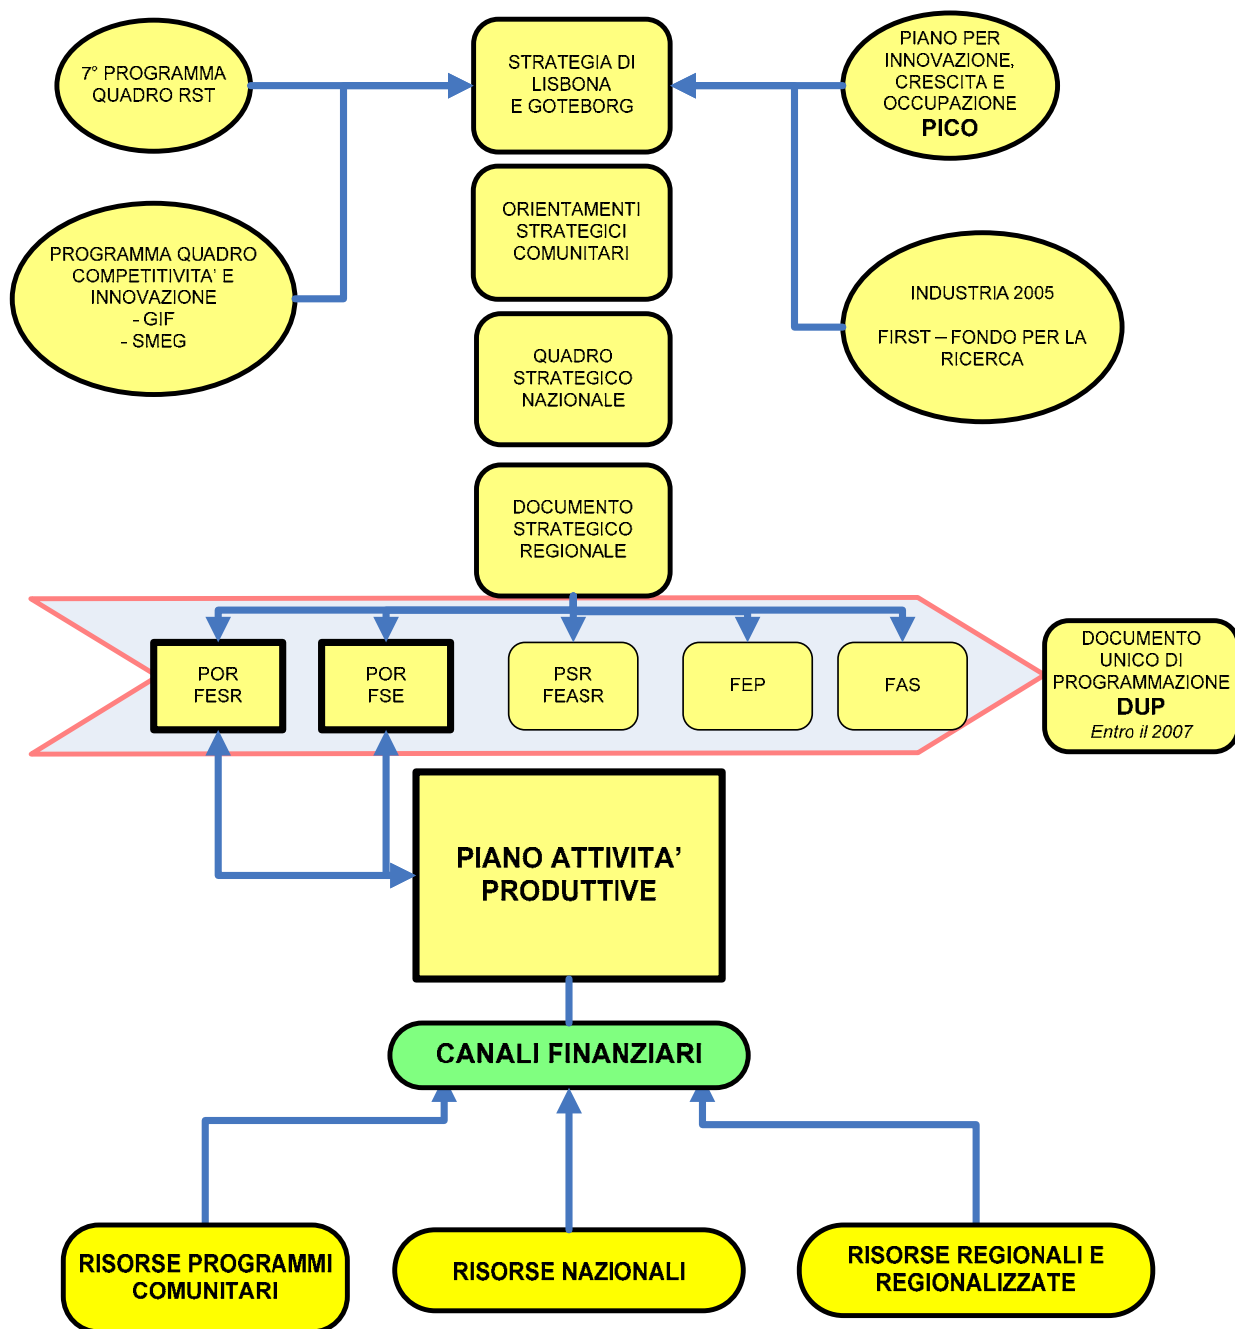 7° PROGRAMMA
QUADRO RST
STRATEGIA DI
LISBONA
E GOTEBORG
PIANO PER
INNOVAZIONE,
CRESCITA E
OCCUPAZIONE
PICO
PROGRAMMA QUADRO
COMPETITIVITA’ E
INNOVAZIONE
- GIF
- SMEG
ORIENTAMENTI
STRATEGICI
COMUNITARI
INDUSTRIA 2005
FIRST – FONDO PER LA
RICERCA
QUADRO
STRATEGICO
NAZIONALE
DOCUMENTO
STRATEGICO
REGIONALE
POR
FESR
POR
FSE
PSR
FEASR
FEP
FAS
DOCUMENTO
UNICO DI
PROGRAMMAZIONE
DUP
Entro il 2007
PIANO ATTIVITA’
PRODUTTIVE
CANALI FINANZIARI
RISORSE PROGRAMMI
COMUNITARI
RISORSE NAZIONALI
RISORSE REGIONALI E
REGIONALIZZATE